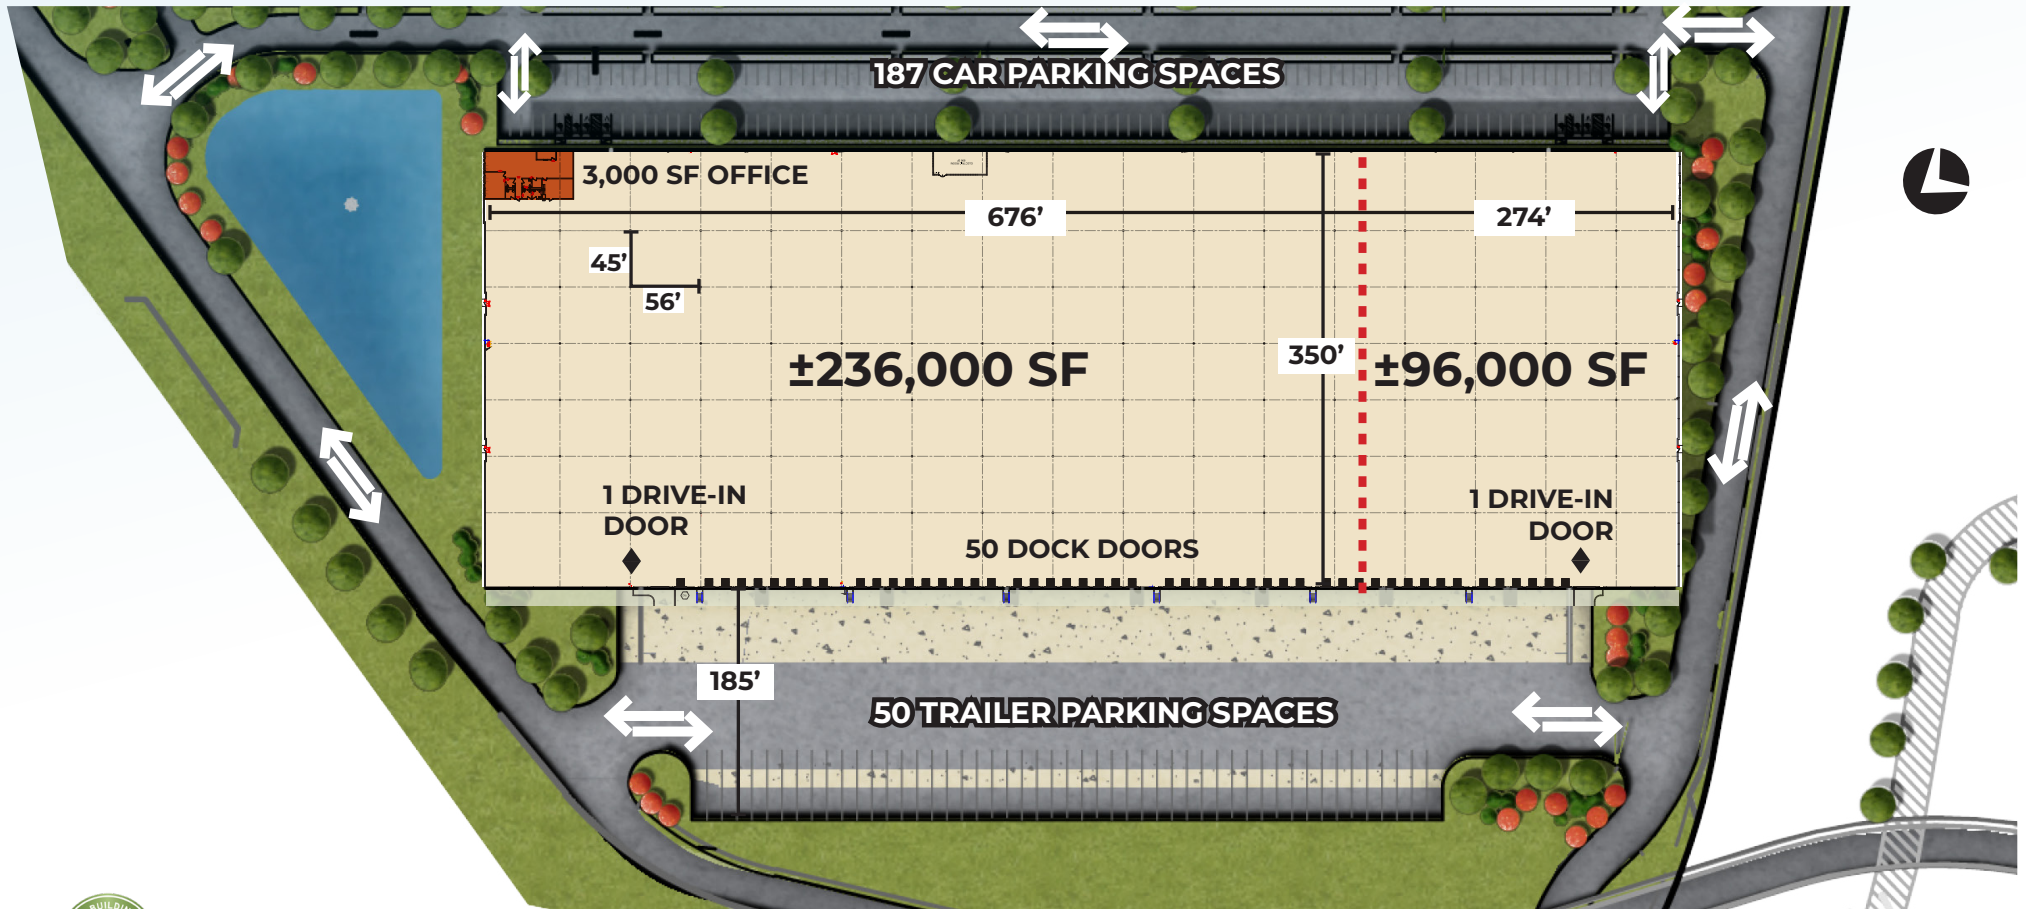 187 CAR PARKING SPACES
3,000 SF OFFICE
676’
274’
45’
56’
350’
±236,000 SF
±96,000 SF
1 DRIVE-IN
DOOR
1 DRIVE-IN
DOOR
50 DOCK DOORS
185’
50 TRAILER PARKING SPACES